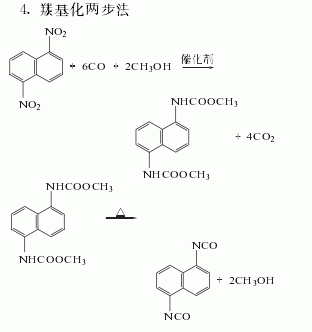 4. 羰基化两步法
NO₂
+ 6CO + 2CH₃OH 催化剂
NO₂
NHCOOCH₃
+ 4CO₂
NHCOOCH₃
NHCOOCH₃
△
NHCOOCH₃
NCO
+ 2CH₃OH
NCO